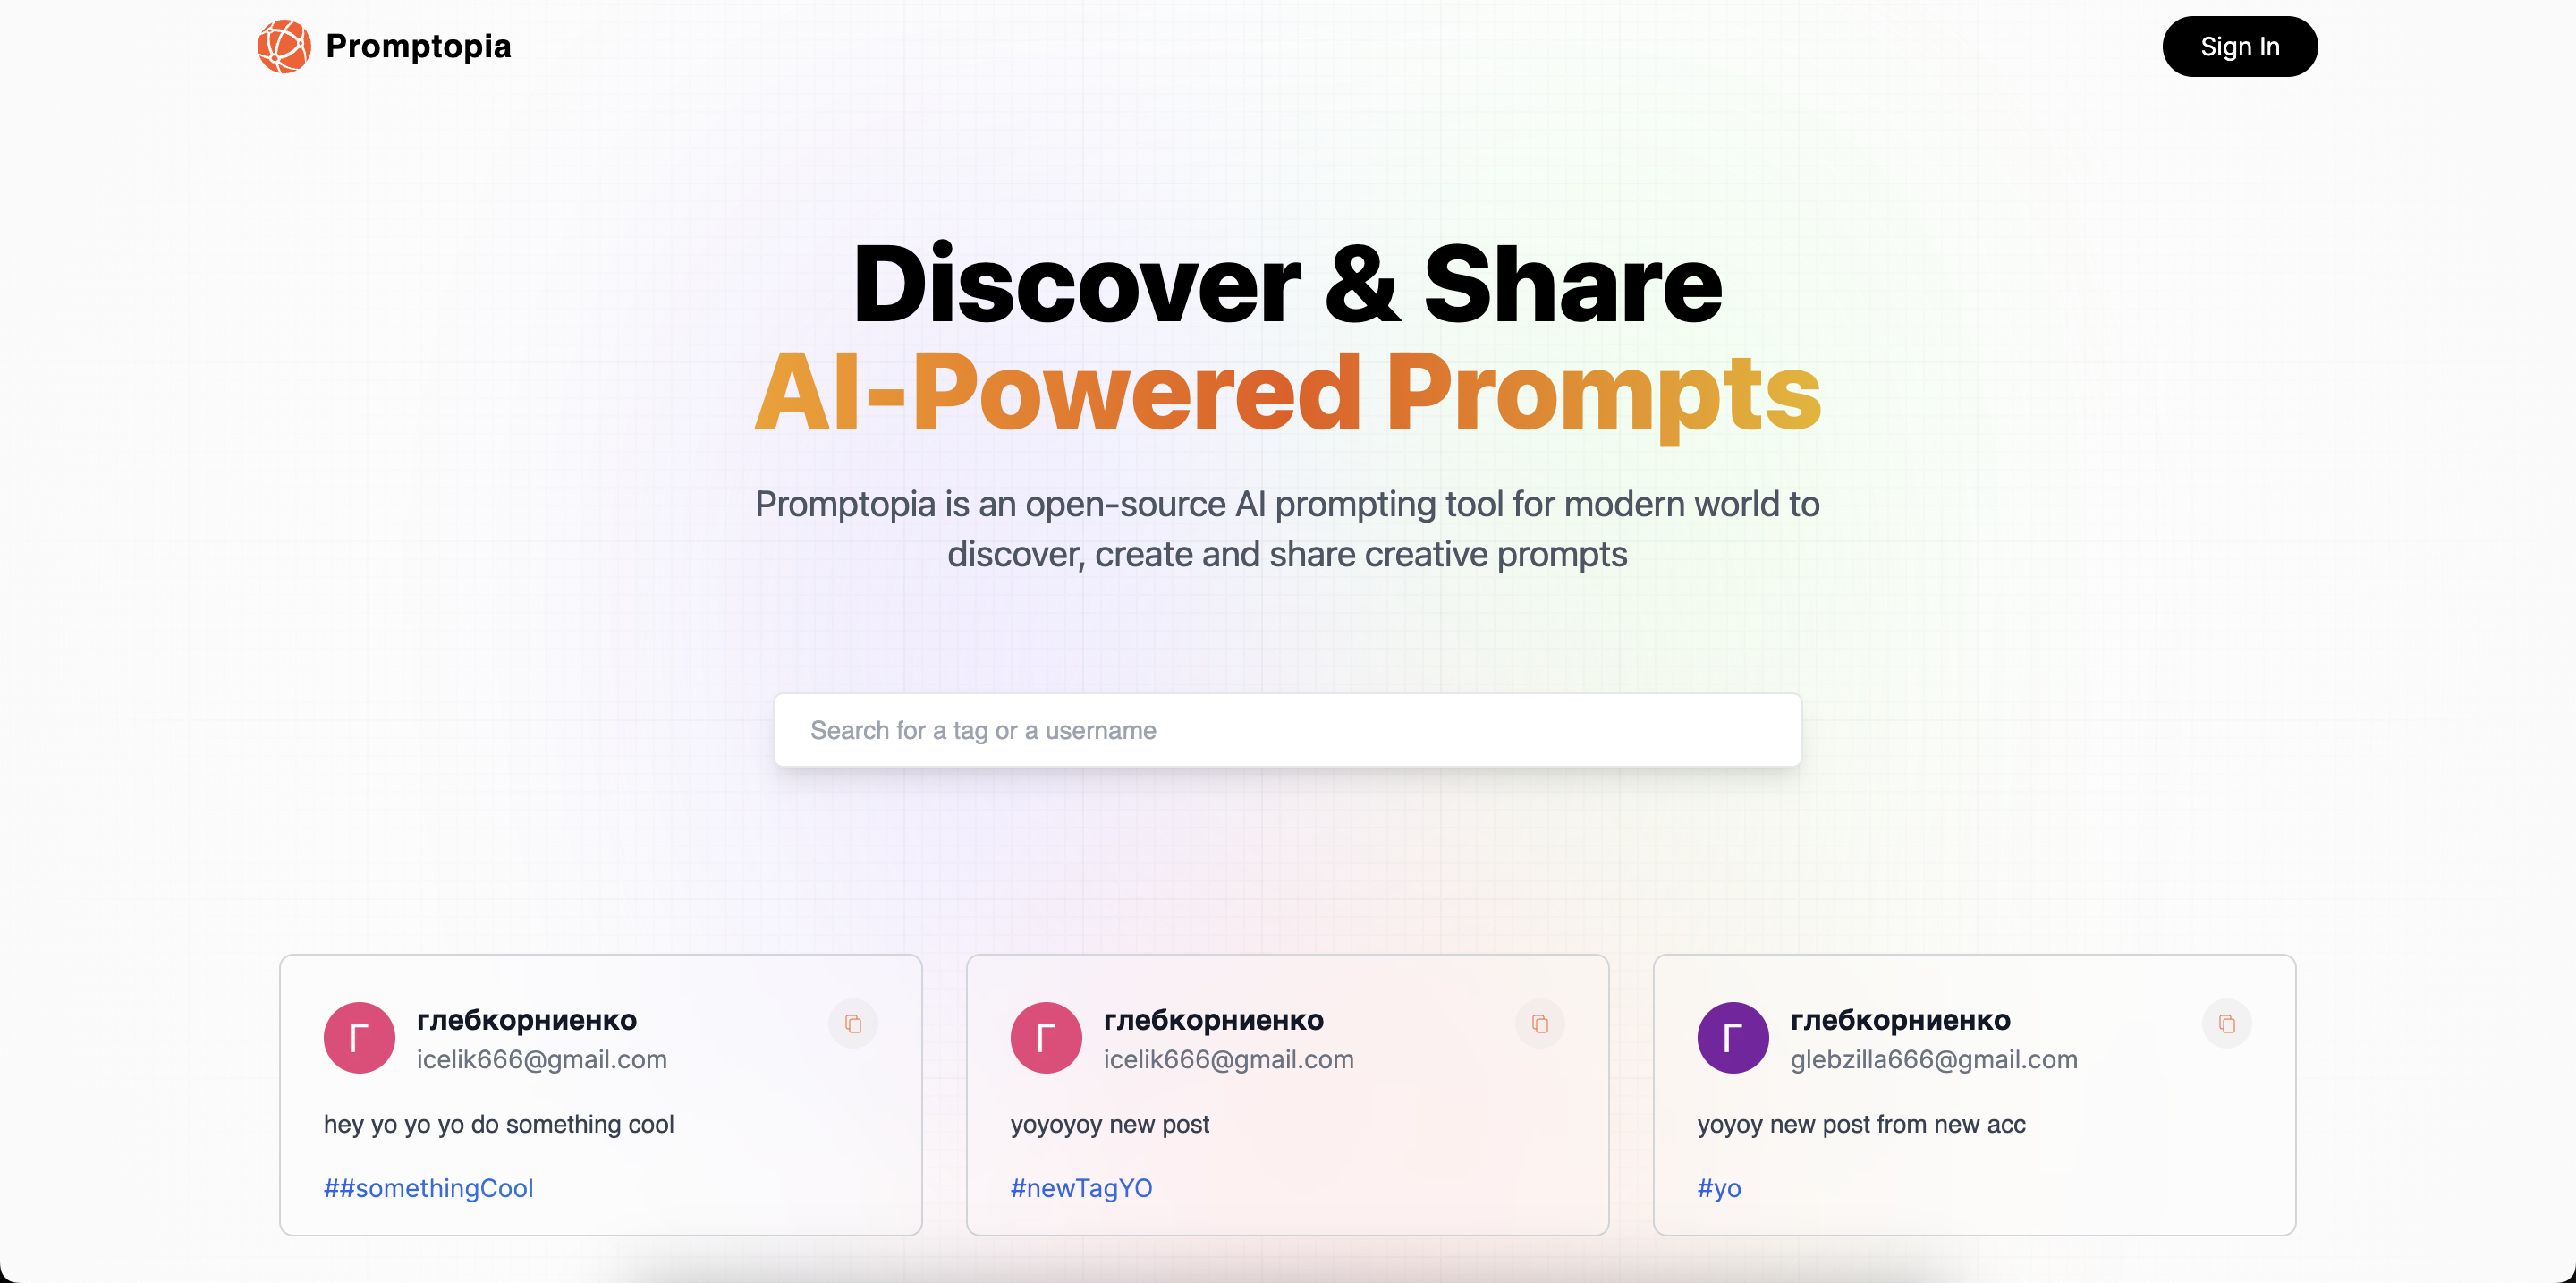 Promptopia
Sign In
Discover & Share
AI-Powered Prompts
Promptopia is an open-source AI prompting tool for modern world to
discover, create and share creative prompts
Search for a tag or a username
Г
глебкорниенко
icelik666@gmail.com
hey yo yo yo do something cool
##somethingCool
Г
глебкорниенко
icelik666@gmail.com
yoyoyoy new post
#newTagYO
Г
глебкорниенко
glebzilla666@gmail.com
yoyoy new post from new acc
#yo